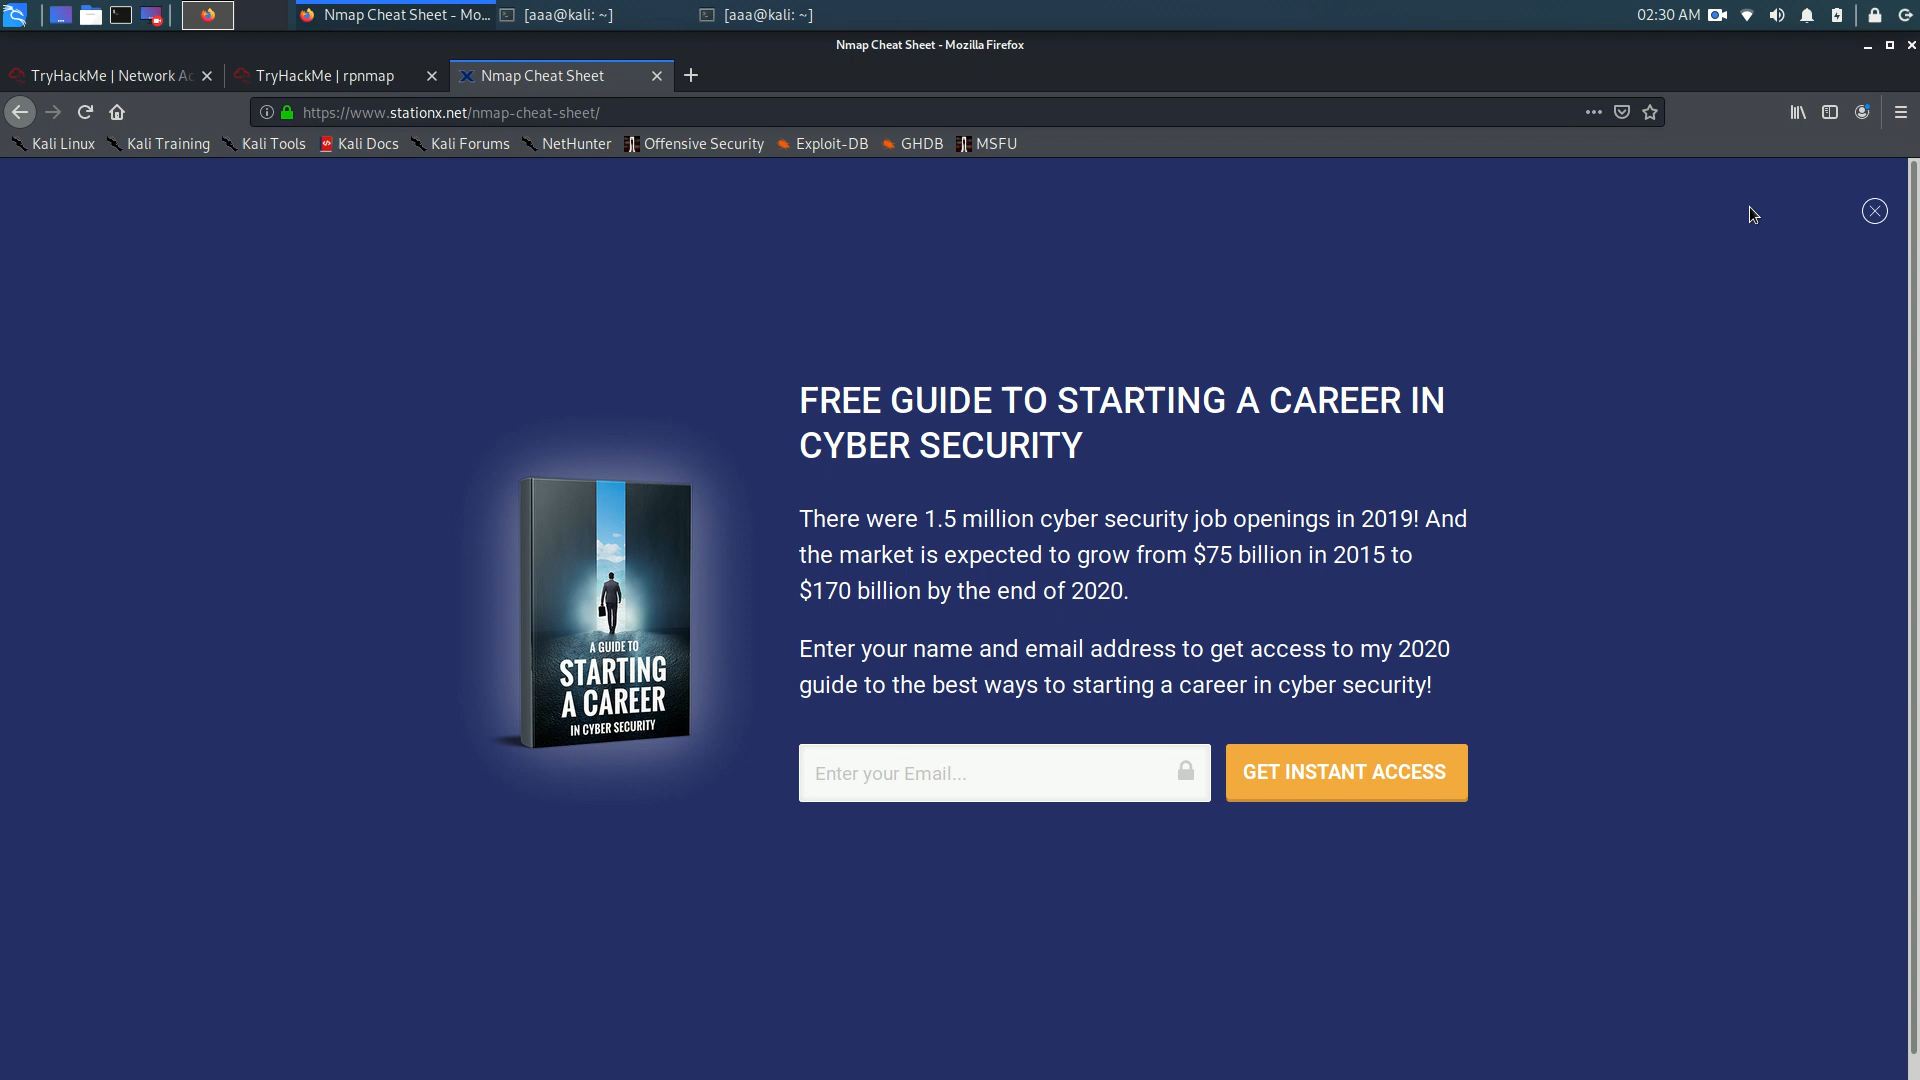 Nmap Cheat Sheet - Mo...
[aaa@kali: ~]
[aaa@kali: ~]
02:30 AM
Nmap Cheat Sheet - Mozilla Firefox
TryHackMe | Network Ac
TryHackMe | rpnmap
Nmap Cheat Sheet
https://www.stationx.net/nmap-cheat-sheet/
Kali Linux
Kali Training
Kali Tools
Kali Docs
Kali Forums
NetHunter
Offensive Security
Exploit-DB
GHDB
MSFU
FREE GUIDE TO STARTING A CAREER IN
CYBER SECURITY
There were 1.5 million cyber security job openings in 2019! And
the market is expected to grow from $75 billion in 2015 to
$170 billion by the end of 2020.
Enter your name and email address to get access to my 2020
guide to the best ways to starting a career in cyber security!
A GUIDE TO
STARTING
A CAREER
IN CYBER SECURITY
Enter your Email...
GET INSTANT ACCESS